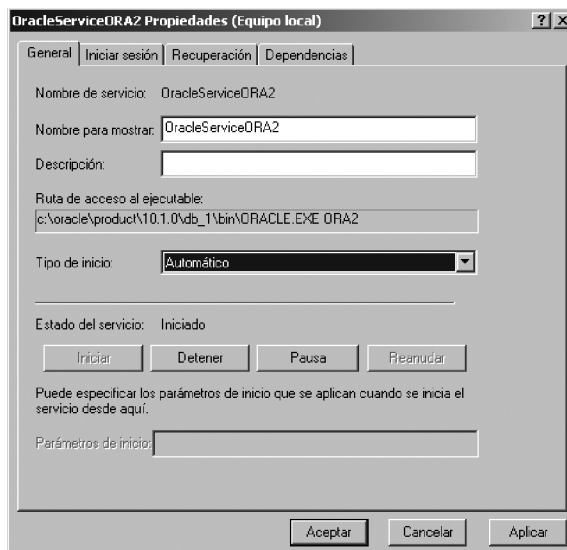 OracleServiceORA2 Propiedades (Equipo local)
General Iniciar sesión Recuperación Dependencias
Nombre de servicio: OracleServiceORA2
Nombre para mostrar: OracleServiceORA2
Descripción:
Ruta de acceso al ejecutable:
c:\oracle\product\10.1.0\db_1\bin\ORACLE.EXE ORA2
Tipo de inicio: Automático
Estado del servicio: Iniciado
Iniciar Detener Pausa Reanudar
Puede especificar los parámetros de inicio que se aplican cuando se inicia el
servicio desde aquí.
Parámetros de inicio:
Aceptar Cancelar Aplicar